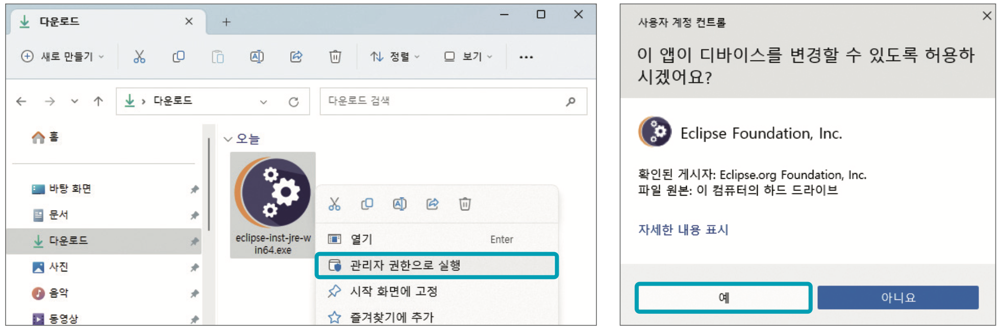 다운로드
새로 만들기
정렬
보기
다운로드
다운로드 검색
홈
바탕 화면
문서
다운로드
사진
음악
동영상
오늘
eclipse-inst-jre-w
in64.exe
열기 Enter
관리자 권한으로 실행
시작 화면에 고정
즐겨찾기에 추가
사용자 계정 컨트롤
이 앱이 디바이스를 변경할 수 있도록 허용하
시겠어요?
Eclipse Foundation, Inc.
확인된 게시자: Eclipse.org Foundation, Inc.
파일 원본: 이 컴퓨터의 하드 드라이브
자세한 내용 표시
예
아니요